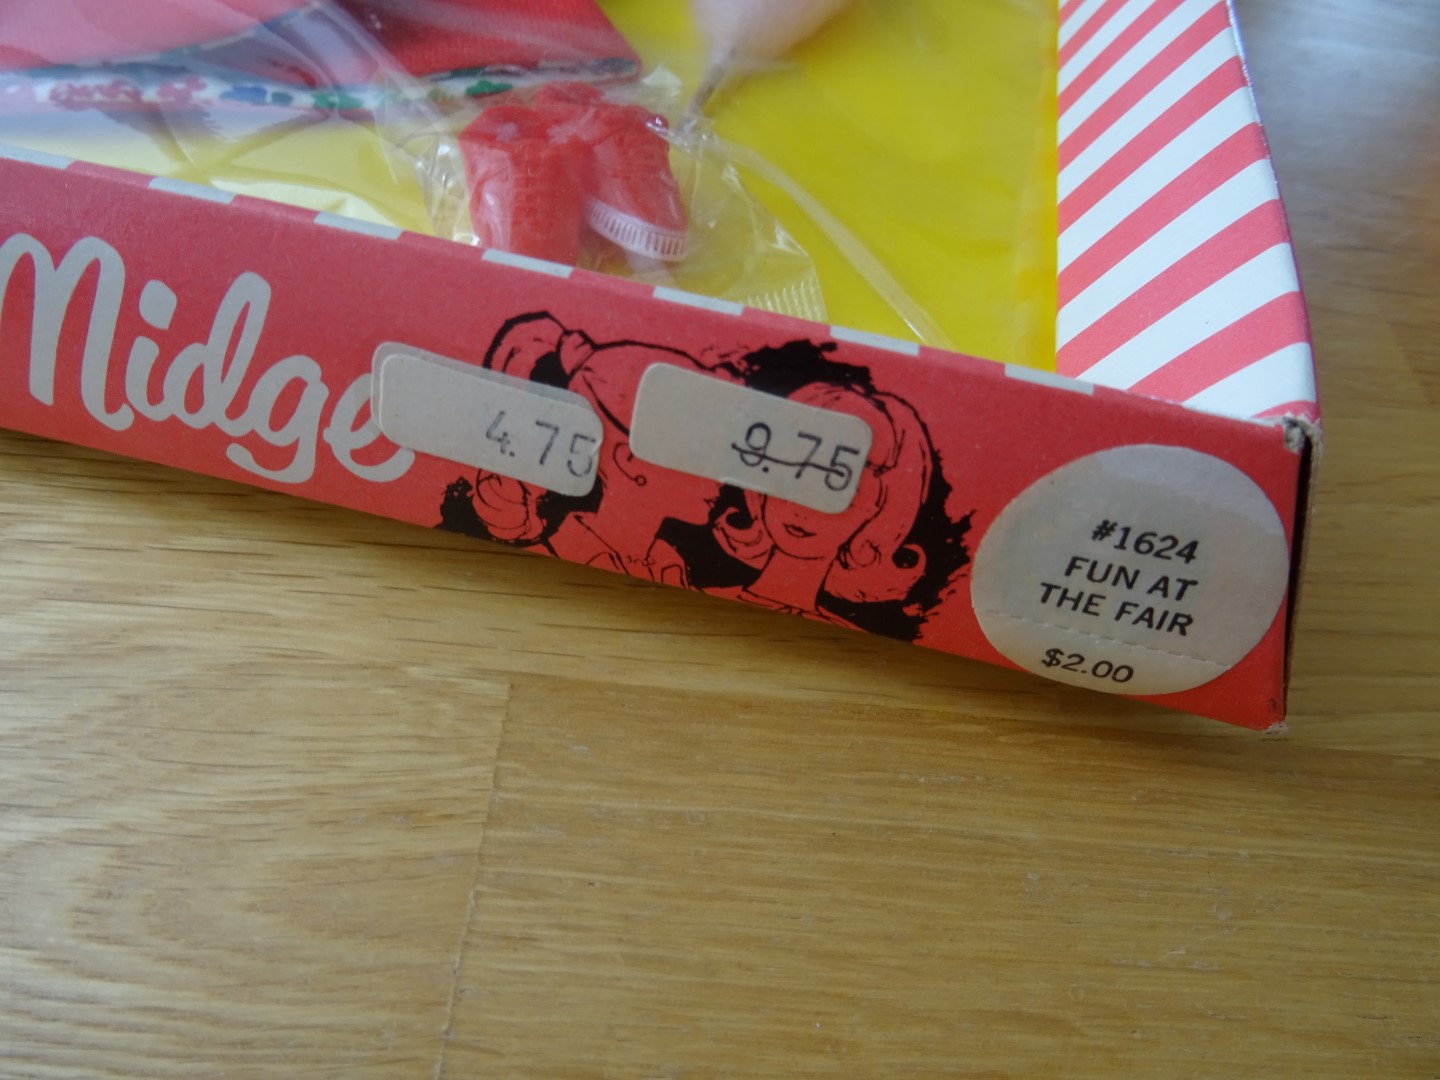 Midge
4.75
9.75
#1624
FUN AT
THE FAIR
$2.00